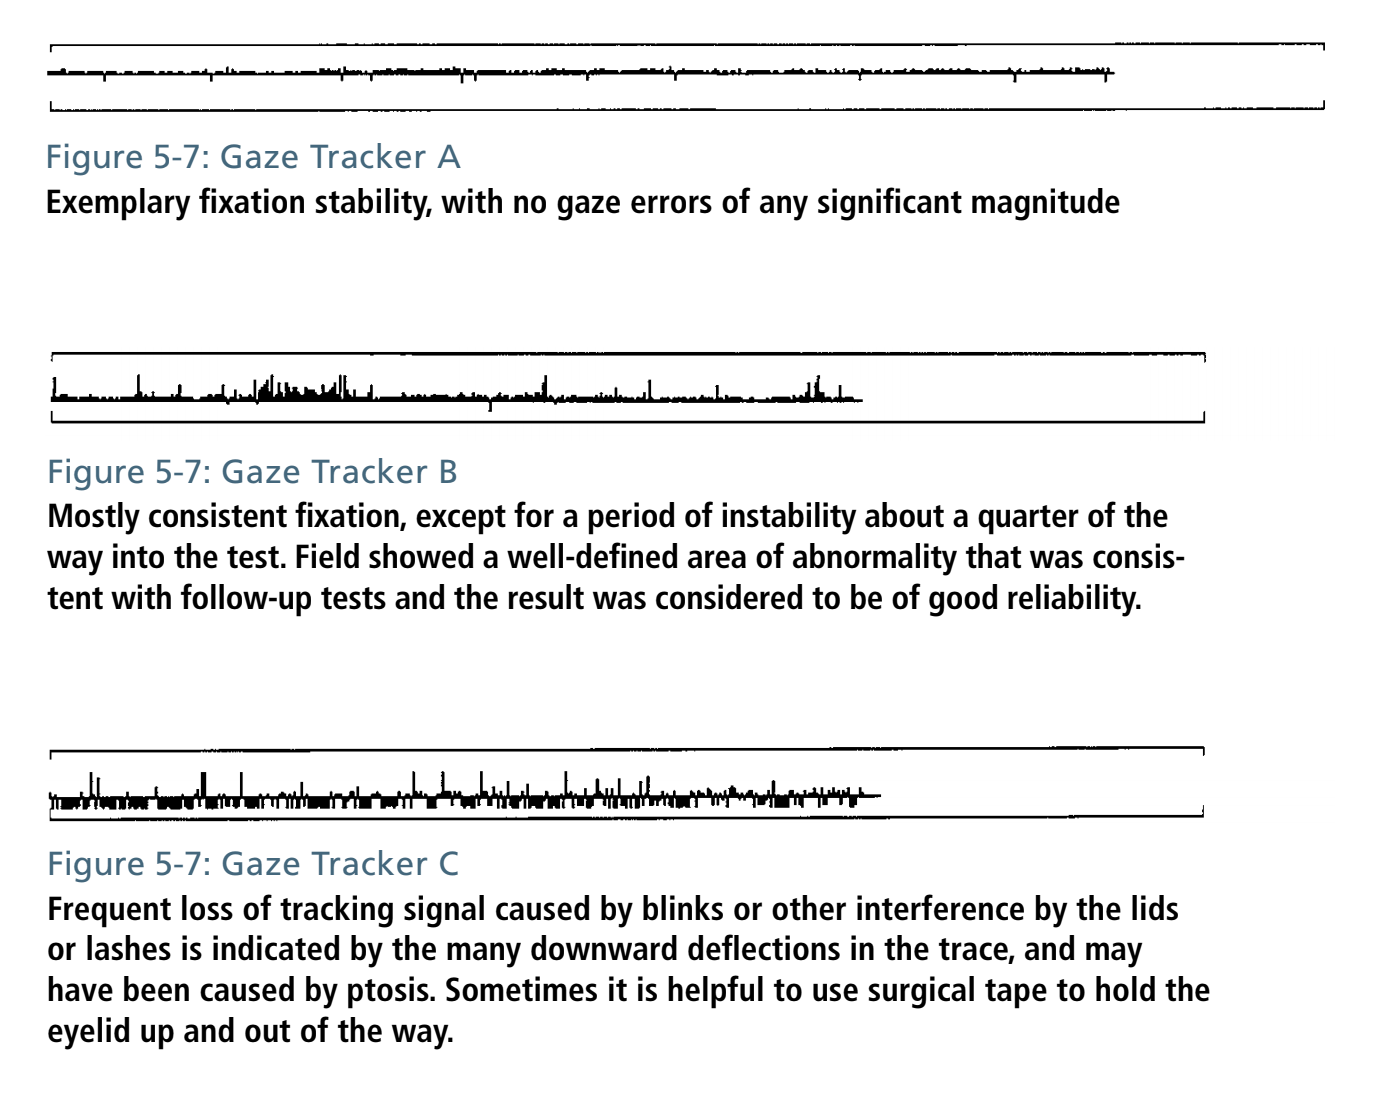 Figure 5-7: Gaze Tracker A
Exemplary fixation stability, with no gaze errors of any significant magnitude
Figure 5-7: Gaze Tracker B
Mostly consistent fixation, except for a period of instability about a quarter of the
way into the test. Field showed a well-defined area of abnormality that was consis-
tent with follow-up tests and the result was considered to be of good reliability.
Figure 5-7: Gaze Tracker C
Frequent loss of tracking signal caused by blinks or other interference by the lids
or lashes is indicated by the many downward deflections in the trace, and may
have been caused by ptosis. Sometimes it is helpful to use surgical tape to hold the
eyelid up and out of the way.